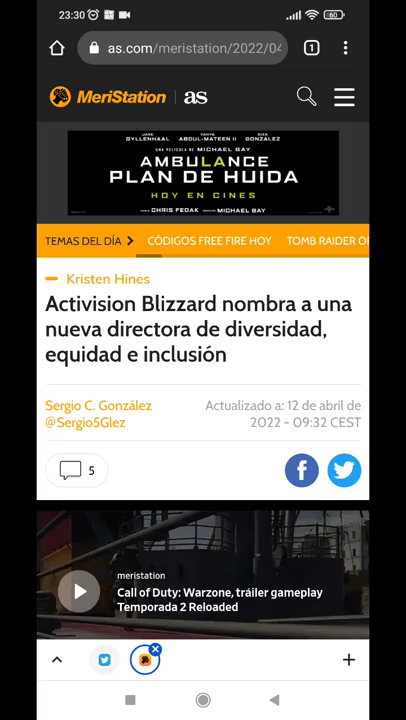 23:30
60
as.com/meristation/2022/04
1
MeriStation | as
JAKE GYLLENHAAL YAHYA ABDUL-MATEEN II EIZA GONZÁLEZ
UNA PELÍCULA DE MICHAEL BAY
AMBULANCE
PLAN DE HUIDA
HOY EN CINES
CHRIS FEDAK MICHAEL BAY
TEMAS DEL DÍA CÓDIGOS FREE FIRE HOY TOMB RAIDER
Kristen Hines
Activision Blizzard nombra a una
nueva directora de diversidad,
equidad e inclusión
Sergio C. González
@Sergio5Glez
Actualizado a: 12 de abril de
2022 - 09:32 CEST
5
meristation
Call of Duty: Warzone, tráiler gameplay
Temporada 2 Reloaded